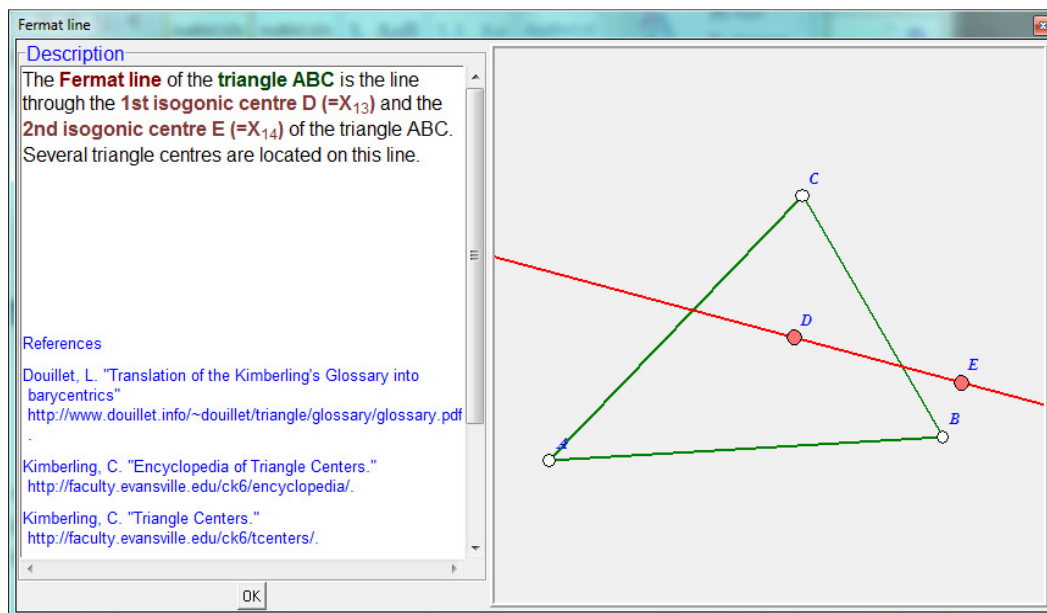 Fermat line
Description
The Fermat line of the triangle ABC is the line
through the 1st isogonic centre D (=X13) and the
2nd isogonic centre E (=X14) of the triangle ABC.
Several triangle centres are located on this line.
References
Douillet, L. "Translation of the Kimberling's Glossary into
barycentrics"
http://www.douillet.info/~douillet/triangle/glossary/glossary.pdf
.
Kimberling, C. "Encyclopedia of Triangle Centers."
http://faculty.evansville.edu/ck6/encyclopedia/.
Kimberling, C. "Triangle Centers."
http://faculty.evansville.edu/ck6/tcenters/.
OK
C
D
E
B
A